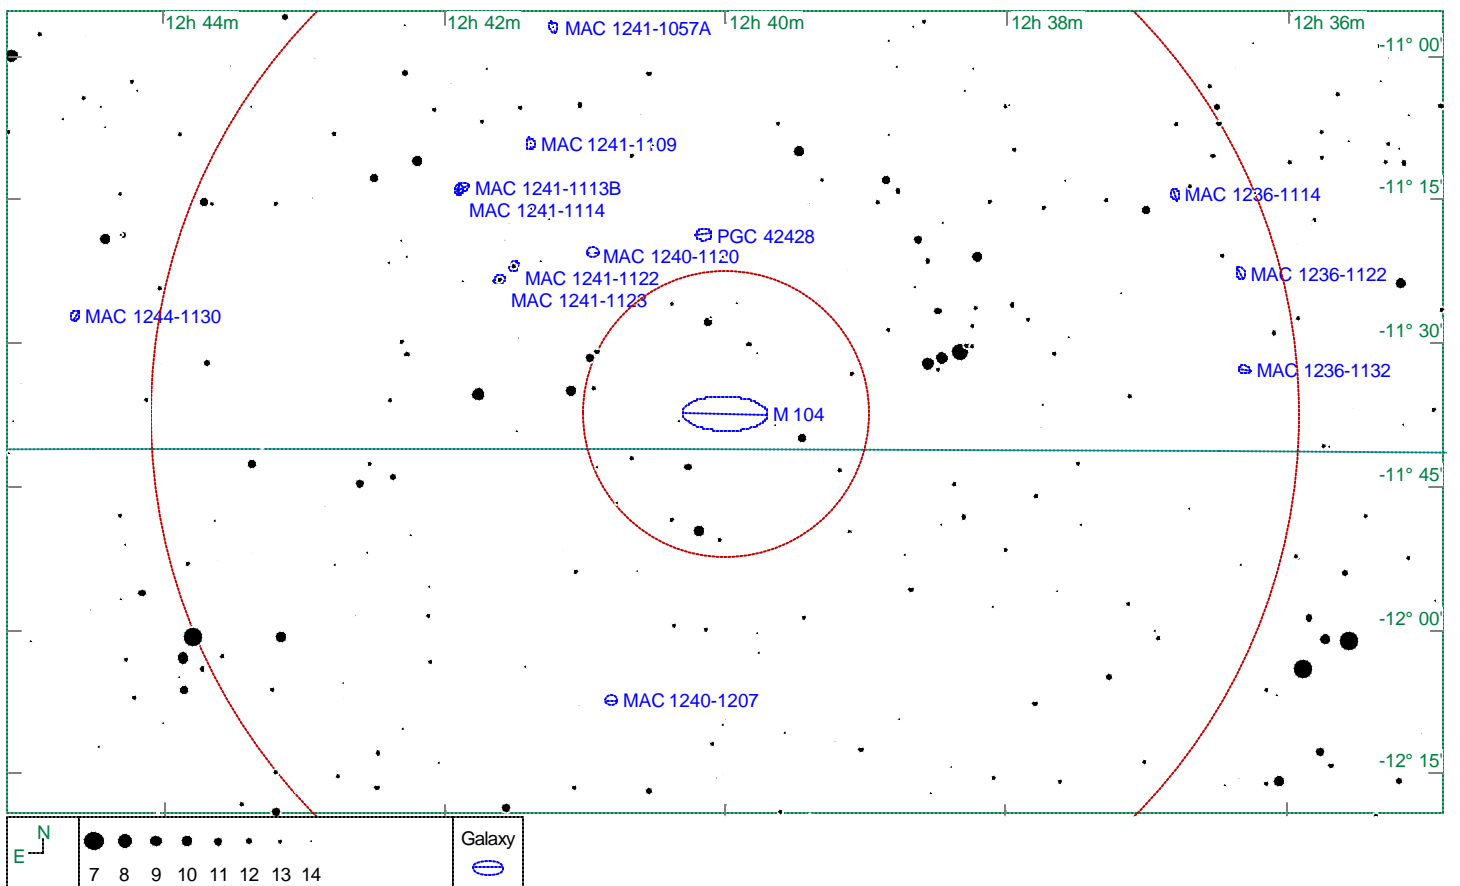 12h 44m
12h 42m
12h 40m
12h 38m
12h 36m
MAC 1241-1057A
-11° 00'
MAC 1241-1109
MAC 1241-1113B
MAC 1236-1114
-11° 15'
MAC 1241-1114
PGC 42428
MAC 1240-1120
MAC 1241-1122
MAC 1236-1122
MAC 1241-1123
MAC 1244-1130
-11° 30'
MAC 1236-1132
M 104
-11° 45'
-12° 00'
MAC 1240-1207
-12° 15'
N
E
7 8 9 10 11 12 13 14
Galaxy